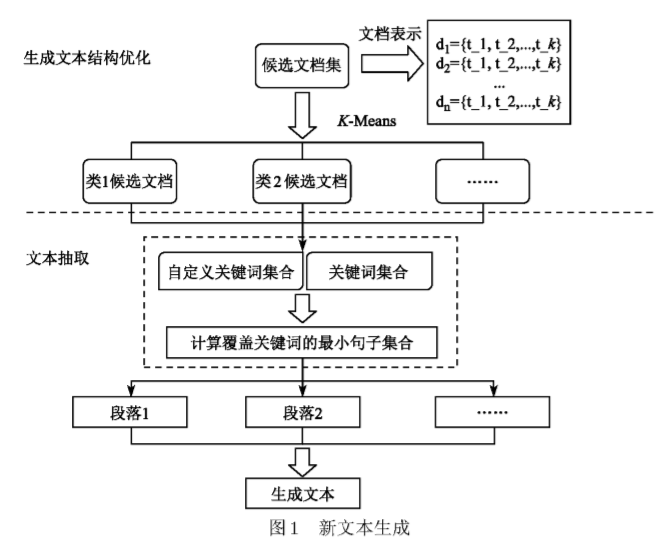 生成文本结构优化
候选文档集
文档表示
d₁={t_1, t_2,...,t_k}
d₂={t_1, t_2,...,t_k}
...
dₙ={t_1, t_2,...,t_k}
K-Means
类1候选文档
类2候选文档
……
文本抽取
自定义关键词集合
关键词集合
计算覆盖关键词的最小句子集合
段落1
段落2
……
生成文本
图1 新文本生成